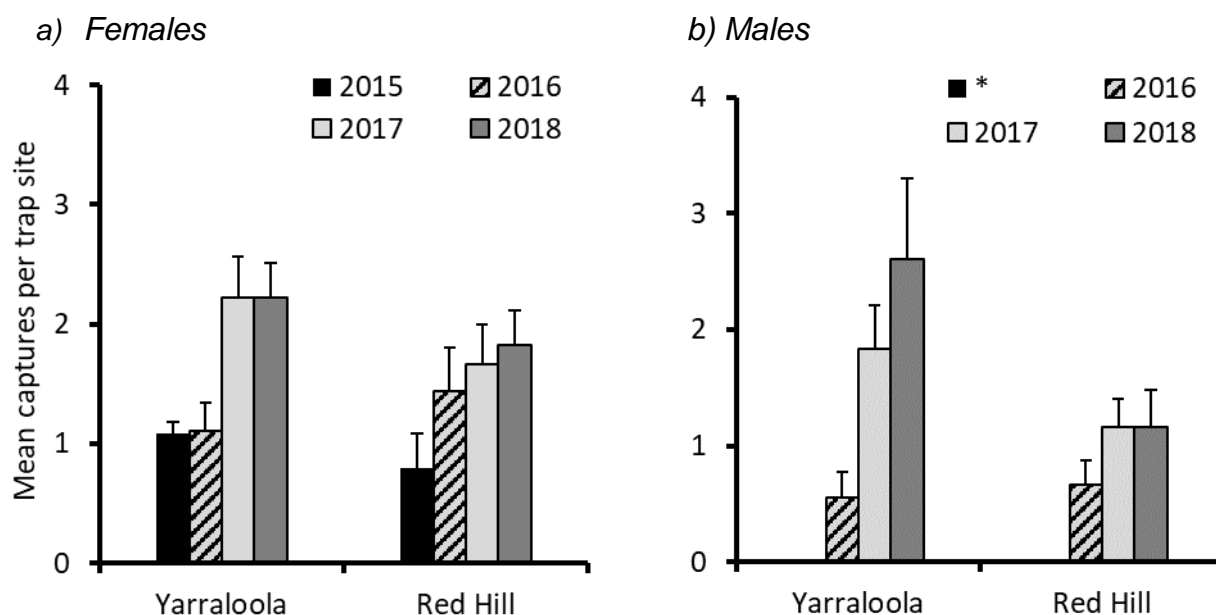 a) Females
2015 2016
2017 2018
Mean captures per trap site
4
3
2
1
0
Yarraloola Red Hill
b) Males
* 2016
2017 2018
4
3
2
1
0
Yarraloola Red Hill